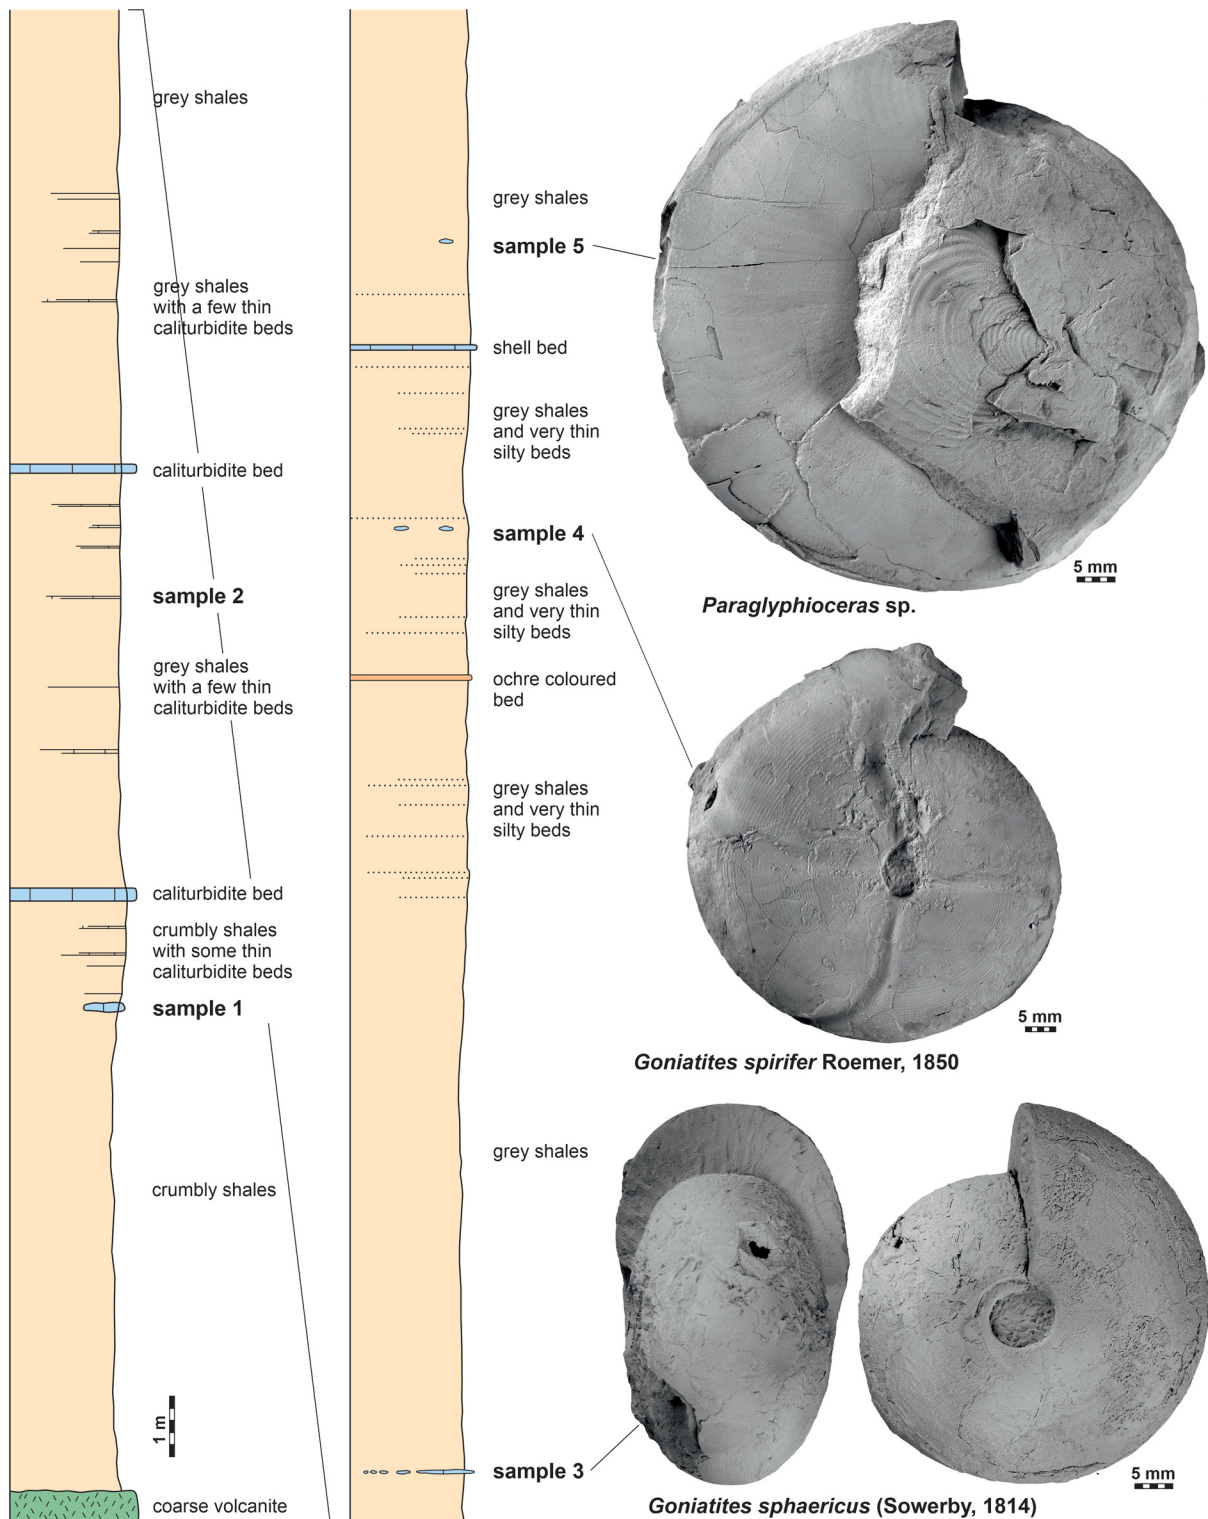 grey shales
grey shales
with a few thin
caliturbidite beds
caliturbidite bed
sample 2
grey shales
with a few thin
caliturbidite beds
caliturbidite bed
crumbly shales
with some thin
caliturbidite beds
sample 1
crumbly shales
1 m
coarse volcanite
grey shales
sample 5
shell bed
grey shales
and very thin
silty beds
sample 4
grey shales
and very thin
silty beds
ochre coloured
bed
grey shales
and very thin
silty beds
grey shales
sample 3
5 mm
Paraglyphioceras sp.
5 mm
Goniatites spirifer Roemer, 1850
5 mm
Goniatites sphaericus (Sowerby, 1814)